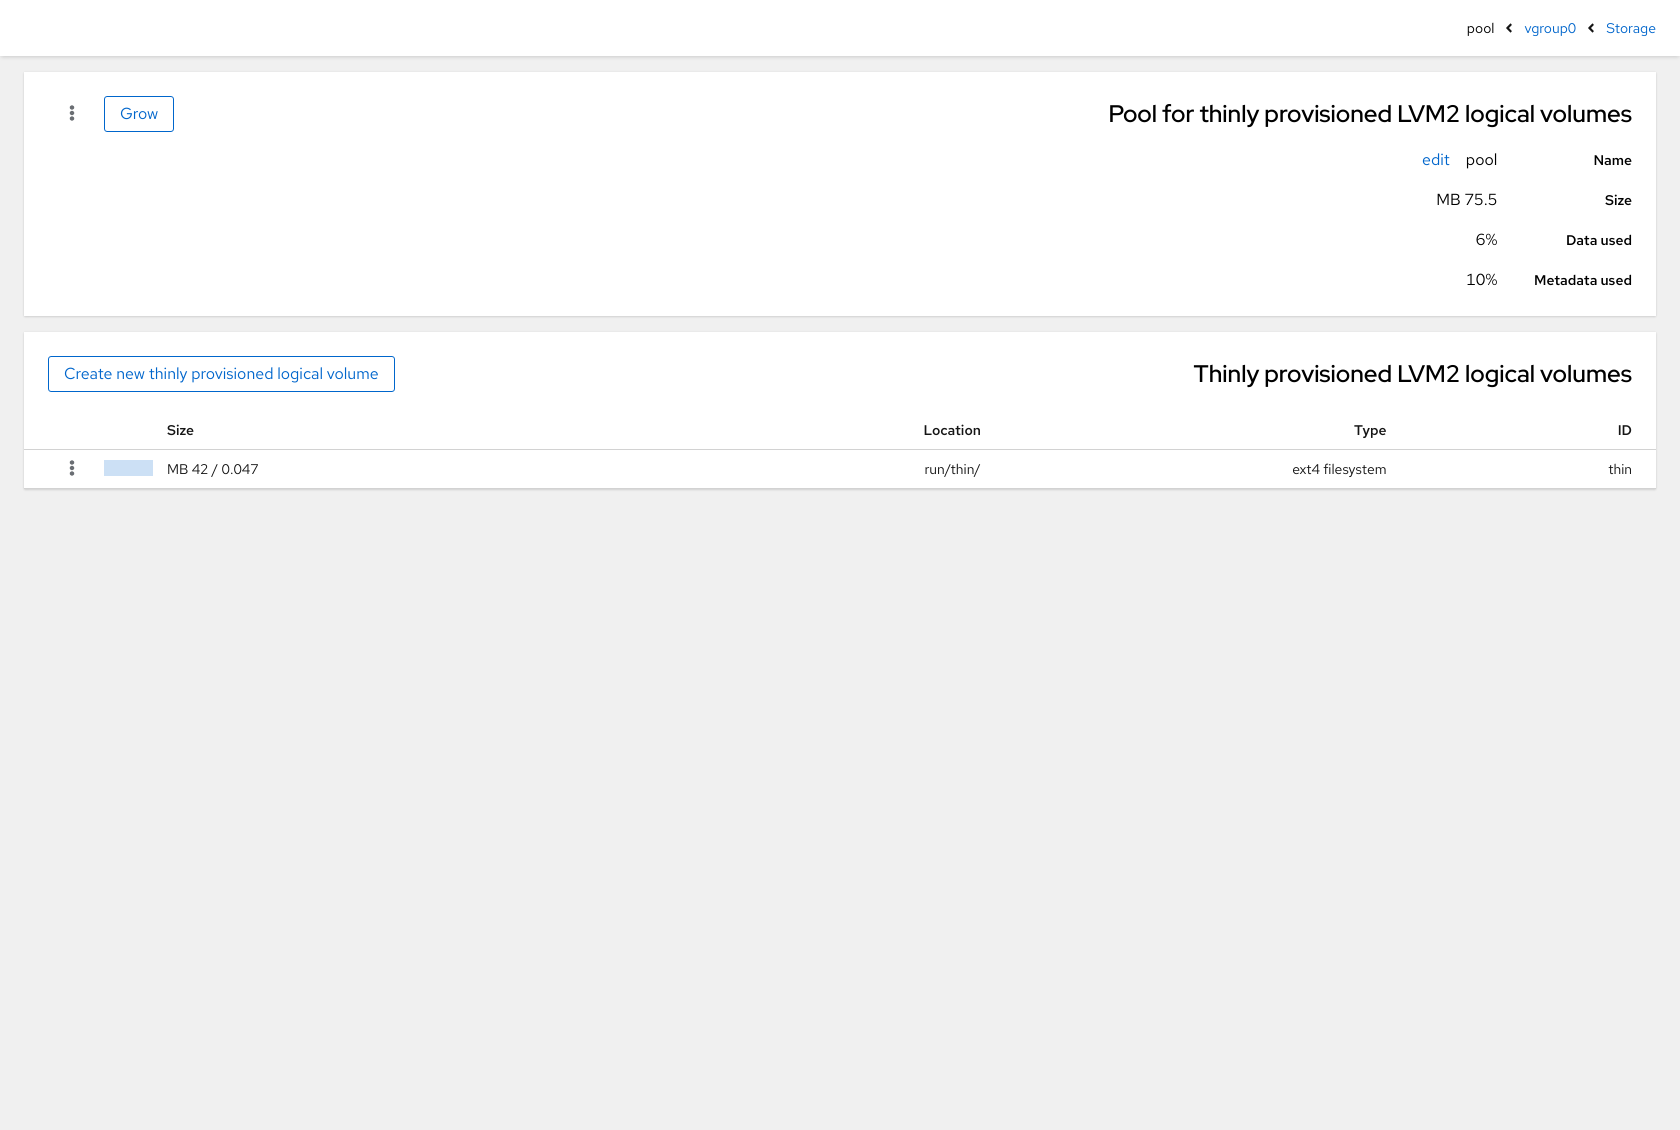 Storage
vgroup0
pool
Pool for thinly provisioned LVM2 logical volumes
Grow
Name
pool
edit
Size
MB 75.5
Data used
6%
Metadata used
10%
Thinly provisioned LVM2 logical volumes
Create new thinly provisioned logical volume
ID
Type
Location
Size
thin
ext4 filesystem
run/thin/
MB 42 / 0.047